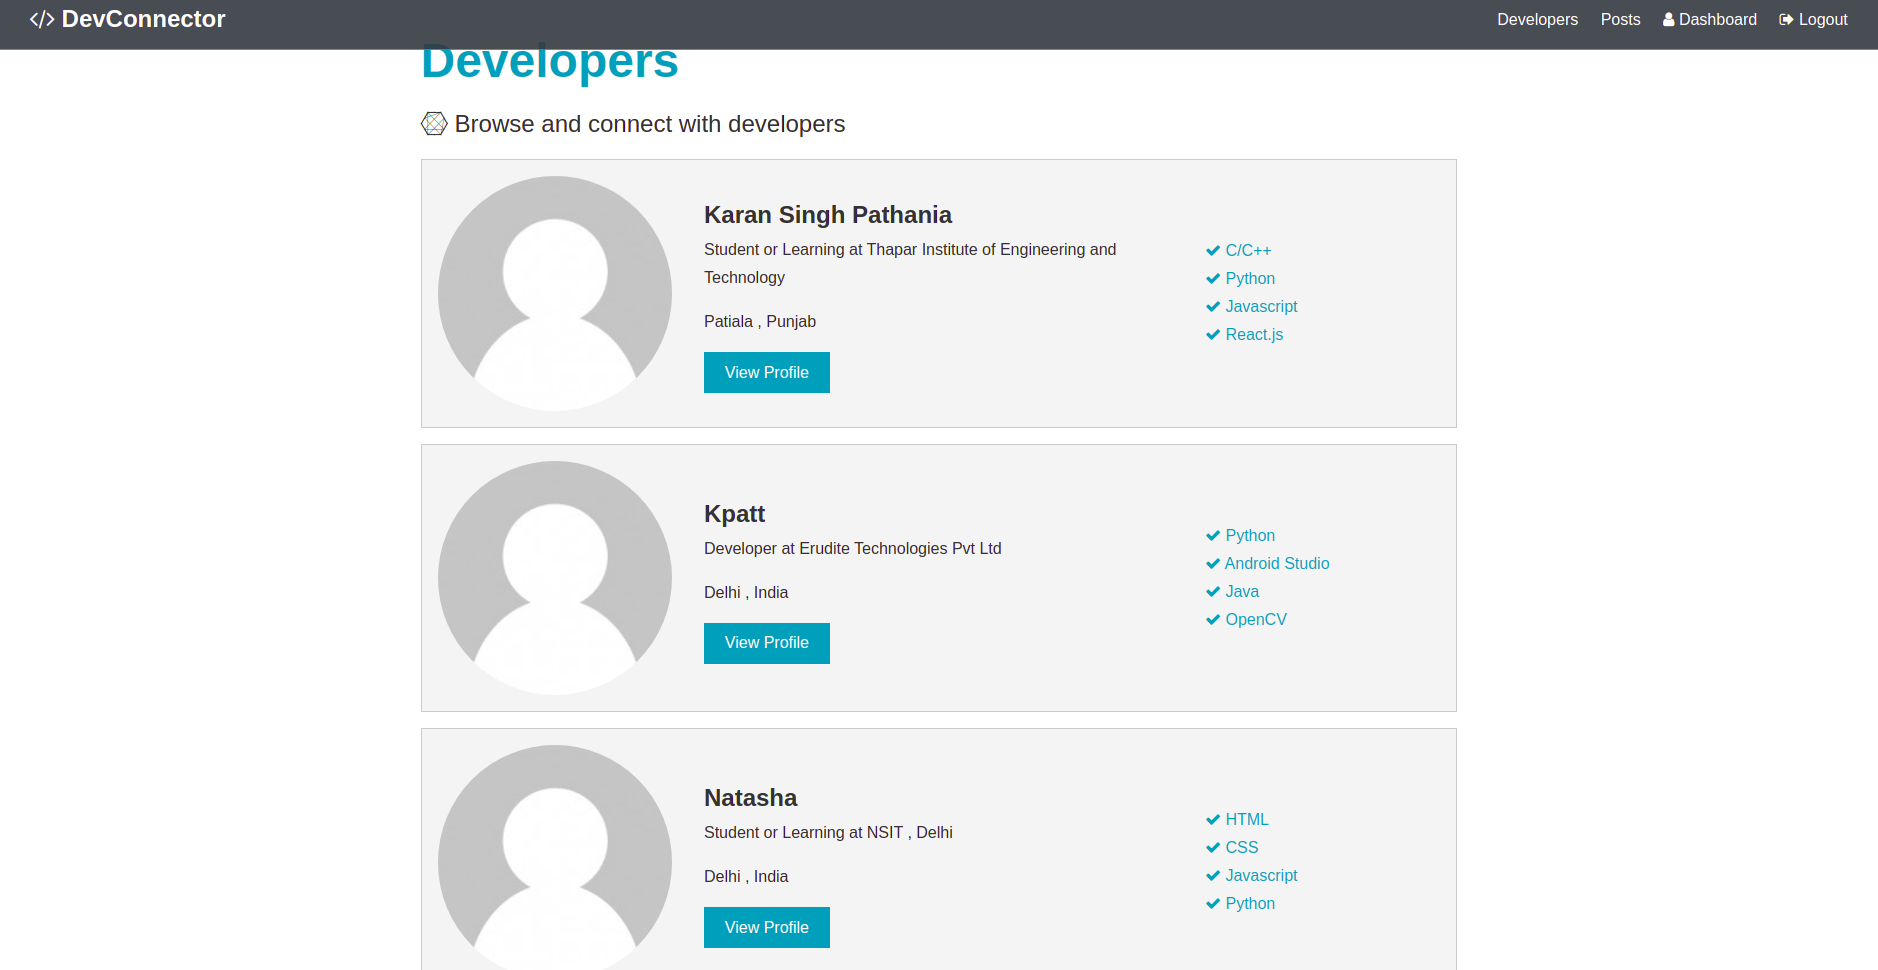 DevConnector
Developers Posts Dashboard Logout
Developers
Browse and connect with developers
Karan Singh Pathania
Student or Learning at Thapar Institute of Engineering and
Technology
Patiala , Punjab
View Profile
C/C++
Python
Javascript
React.js
Kpatt
Developer at Erudite Technologies Pvt Ltd
Delhi , India
View Profile
Python
Android Studio
Java
OpenCV
Natasha
Student or Learning at NSIT , Delhi
Delhi , India
View Profile
HTML
CSS
Javascript
Python